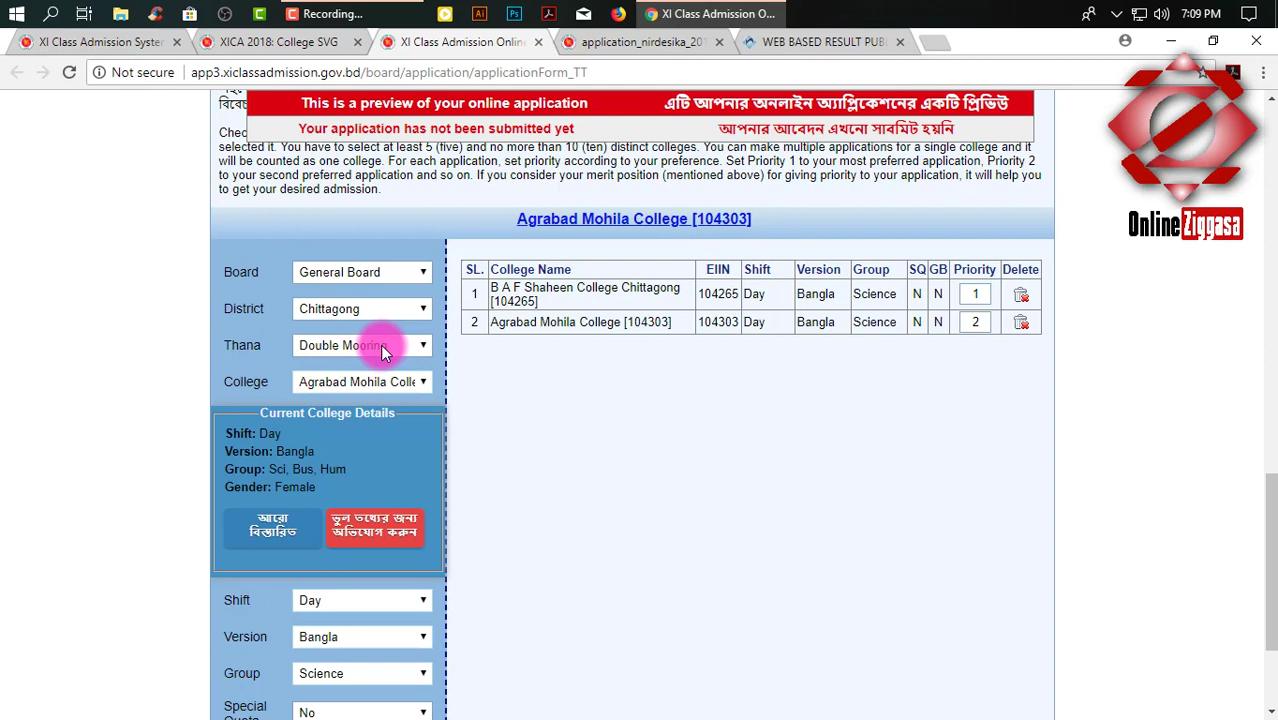 Recording...
XI Class Admission O...
7:09 PM
XI Class Admission Syster
XICA 2018: College SVG
XI Class Admission Online
application_nirdesika_201
WEB BASED RESULT PUB
Not secure
app3.xiclassadmission.gov.bd/board/application/applicationForm_TT
This is a preview of your online application
এটি আপনার অনলাইন অ্যাপ্লিকেশনের একটি প্রিভিউ
Your application has not been submitted yet
আপনার আবেদন এখনো সাবমিট হয়নি
selected it. You have to select at least 5 (five) and no more than 10 (ten) distinct colleges. You can make multiple applications for a single college and it
will be counted as one college. For each application, set priority according to your preference. Set Priority 1 to your most preferred application, Priority 2
to your second preferred application and so on. If you consider your merit position (mentioned above) for giving priority to your application, it will help you
to get your desired admission.
Agrabad Mohila College [104303]
Board General Board
District Chittagong
Thana Double Mooring
College Agrabad Mohila Colle
Current College Details
Shift: Day
Version: Bangla
Group: Sci, Bus, Hum
Gender: Female
আরো
বিস্তারিত
ভুল তথ্যের জন্য
অভিযোগ করুন
Shift Day
Version Bangla
Group Science
Special
No
SL. College Name EIIN Shift Version Group SQ GB Priority Delete
1 B A F Shaheen College Chittagong
[104265] 104265 Day Bangla Science N N 1
2 Agrabad Mohila College [104303] 104303 Day Bangla Science N N 2
OnlineZiggasa